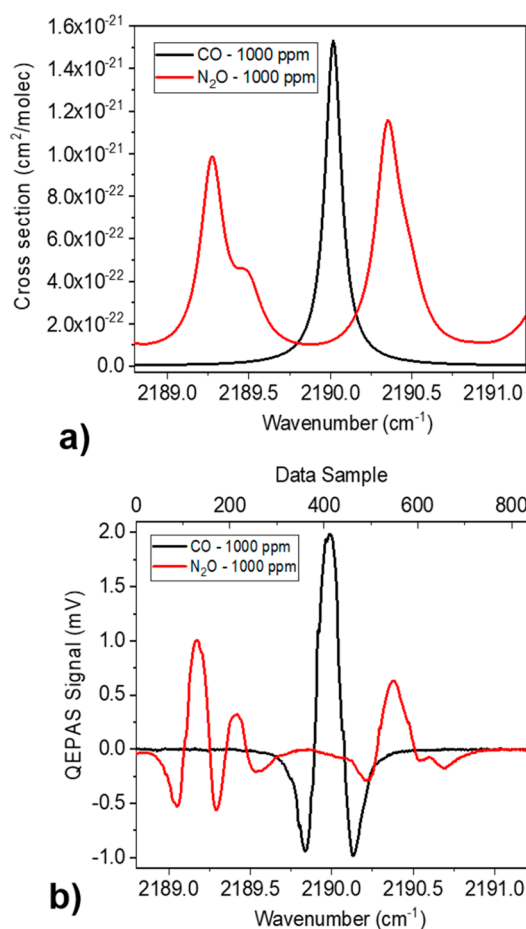 1.6x10⁻²¹
1.4x10⁻²¹
1.2x10⁻²¹
1.0x10⁻²¹
8.0x10⁻²²
6.0x10⁻²²
4.0x10⁻²²
2.0x10⁻²²
0.0
Cross section (cm²/molec)
CO - 1000 ppm
N₂O - 1000 ppm
2189.0 2189.5 2190.0 2190.5 2191.0
Wavenumber (cm⁻¹)
a)
Data Sample
0 200 400 600 800
2.0
1.5
1.0
0.5
0.0
-0.5
-1.0
QEPAS Signal (mV)
CO - 1000 ppm
N₂O - 1000 ppm
2189.0 2189.5 2190.0 2190.5 2191.0
Wavenumber (cm⁻¹)
b)